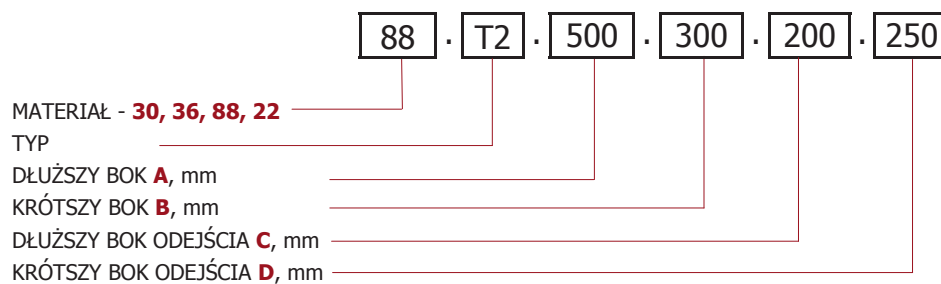 88 . T2 . 500 . 300 . 200 . 250
MATERIAŁ - 30, 36, 88, 22
TYP
DŁUŻSZY BOK A, mm
KRÓTSZY BOK B, mm
DŁUŻSZY BOK ODEJŚCIA C, mm
KRÓTSZY BOK ODEJŚCIA D, mm